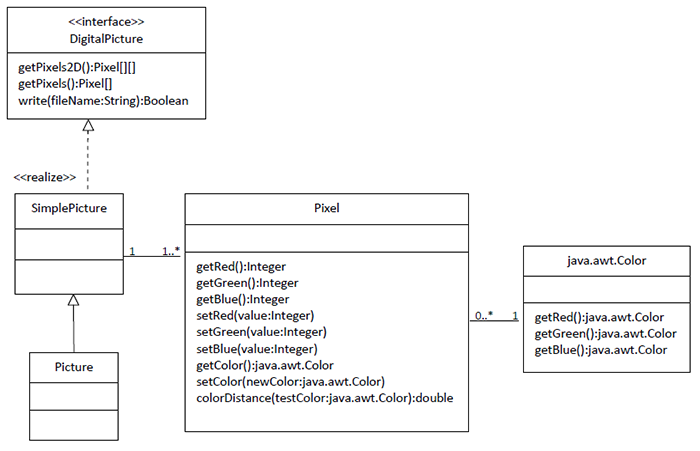 <<interface>>
DigitalPicture
getPixels2D():Pixel[][]
getPixels():Pixel[]
write(fileName:String):Boolean
<<realize>>
SimplePicture
1 1..*
Picture
Pixel
getRed():Integer
getGreen():Integer
getBlue():Integer
setRed(value:Integer)
setGreen(value:Integer)
setBlue(value:Integer)
getColor():java.awt.Color
setColor(newColor:java.awt.Color)
colorDistance(testColor:java.awt.Color):double
0..* 1
java.awt.Color
getRed():java.awt.Color
getGreen():java.awt.Color
getBlue():java.awt.Color